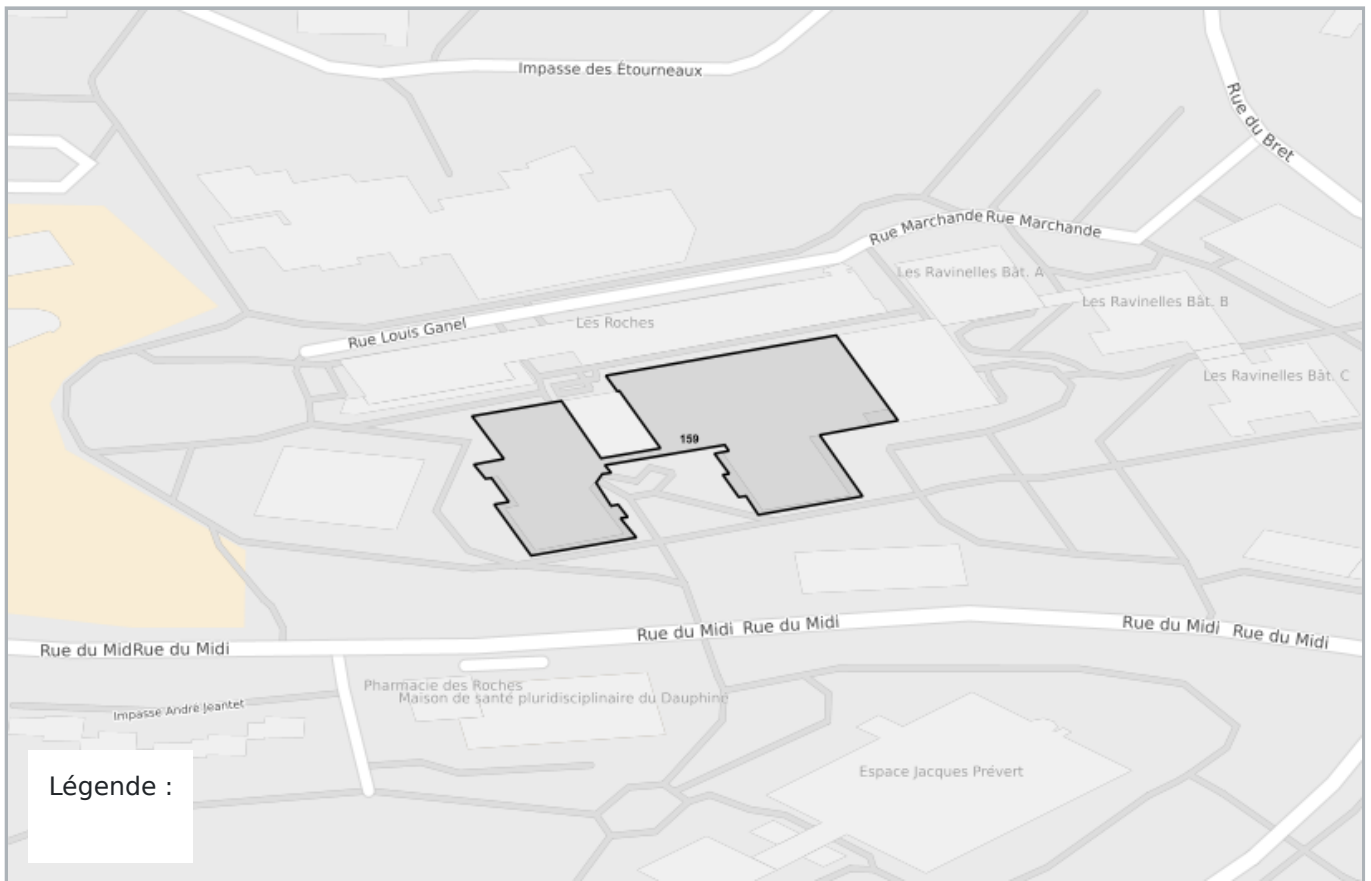 Impasse des Étourneaux
Rue du Bret
Rue Marchande Rue Marchande
Les Ravinelles Bât. A
Les Ravinelles Bât. B
Les Roches
Rue Louis Ganel
Les Ravinelles Bât. C
159
Rue du Midi Rue du Midi
Rue du Midi Rue du Midi
Rue du MidRue du Midi
Pharmacie des Roches
Maison de santé pluridisciplinaire du Dauphiné
Impasse André Jeantet
Espace Jacques Prévert
Légende :